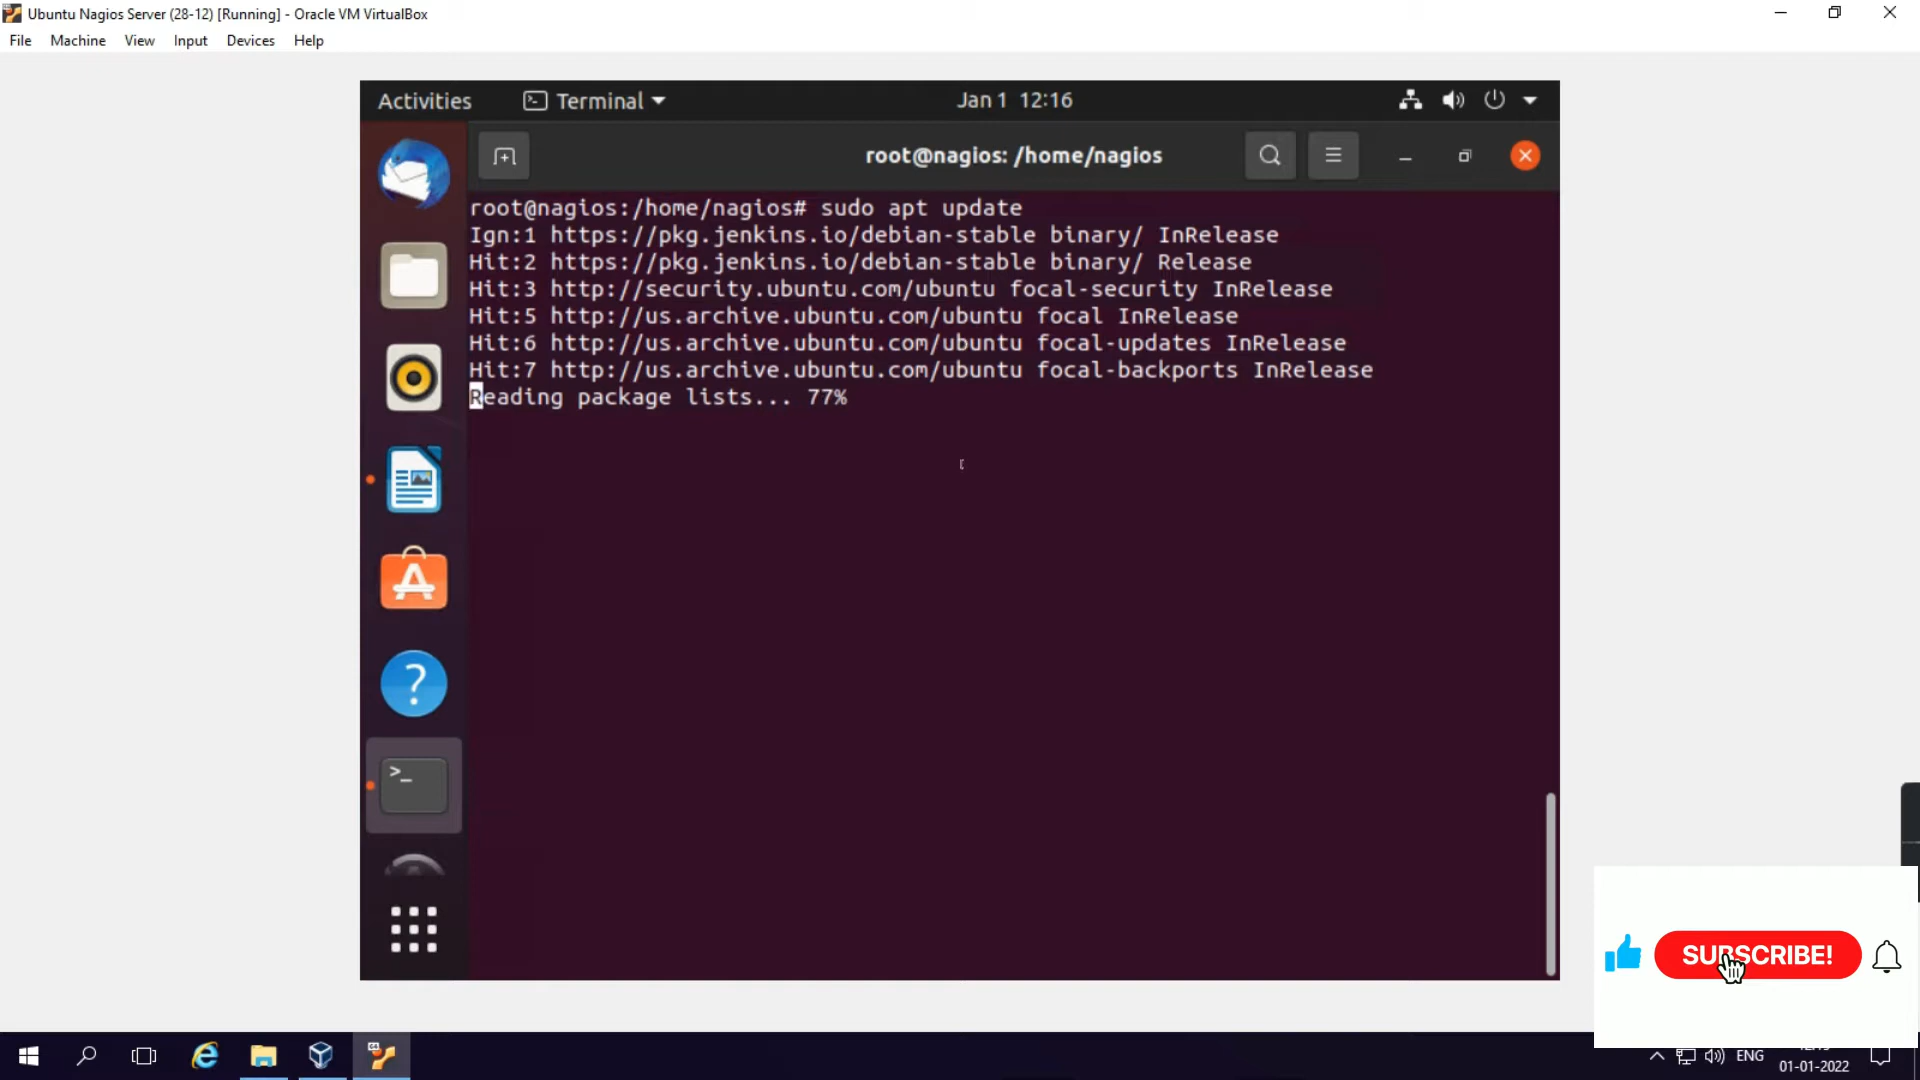 Ubuntu Nagios Server (28-12) [Running] - Oracle VM VirtualBox
File Machine View Input Devices Help
Activities Terminal Jan 1 12:16
root@nagios: /home/nagios
root@nagios:/home/nagios# sudo apt update
Ign:1 https://pkg.jenkins.io/debian-stable binary/ InRelease
Hit:2 https://pkg.jenkins.io/debian-stable binary/ Release
Hit:3 http://security.ubuntu.com/ubuntu focal-security InRelease
Hit:5 http://us.archive.ubuntu.com/ubuntu focal InRelease
Hit:6 http://us.archive.ubuntu.com/ubuntu focal-updates InRelease
Hit:7 http://us.archive.ubuntu.com/ubuntu focal-backports InRelease
Reading package lists... 77%
SUBSCRIBE!
ENG
01-01-2022